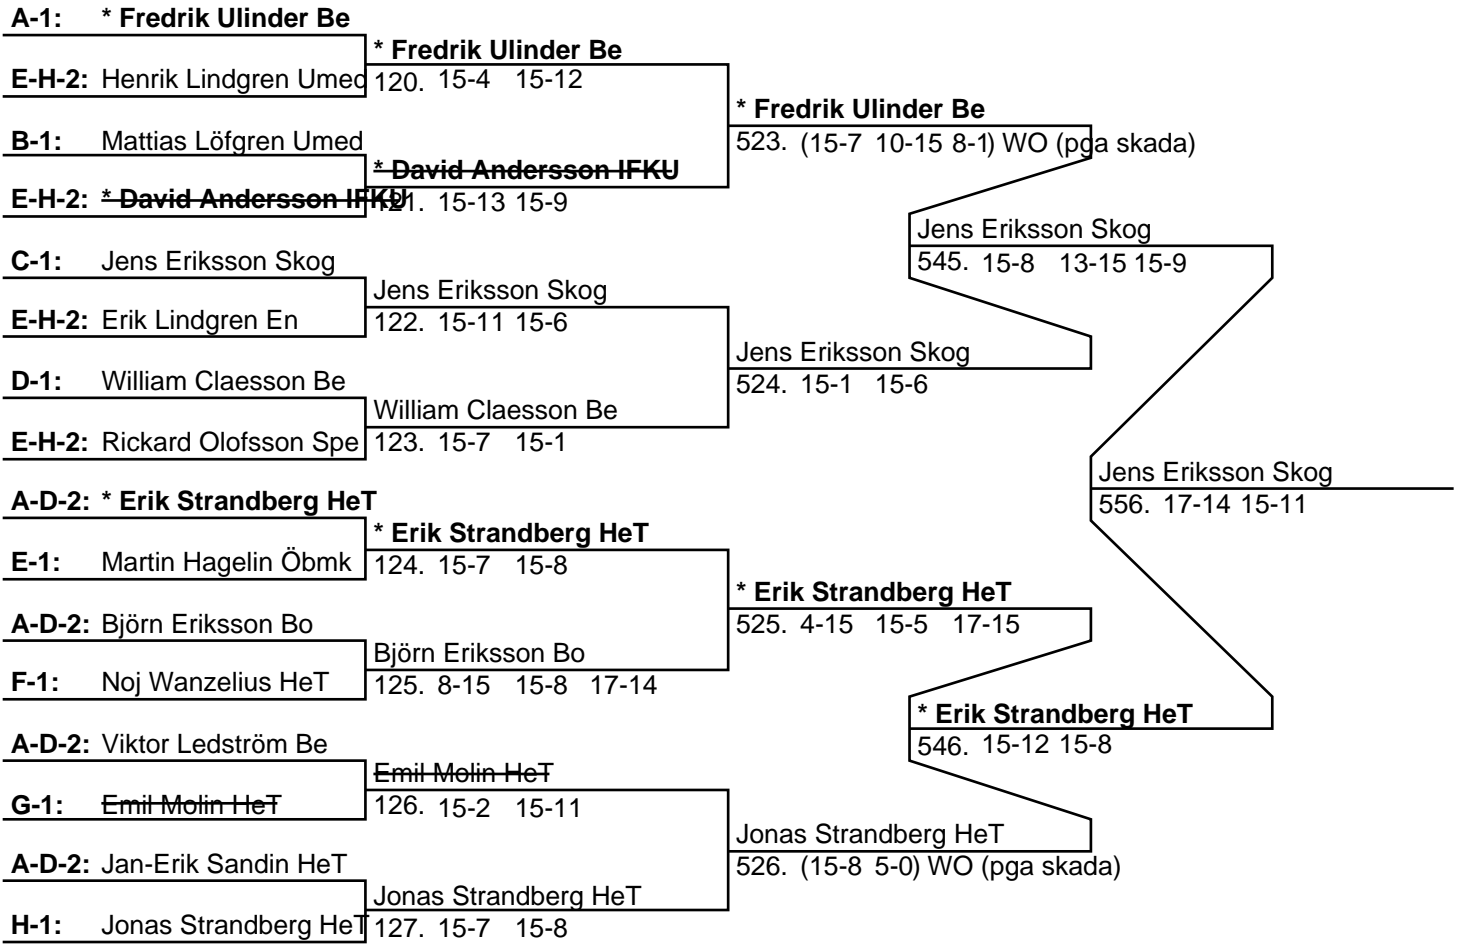 A-1: * Fredrik Ulinder Be
* Fredrik Ulinder Be
E-H-2: Henrik Lindgren Umed 120. 15-4 15-12
* Fredrik Ulinder Be
B-1: Mattias Löfgren Umed
523. (15-7 10-15 8-1) WO (pga skada)
* David Andersson IFKU
E-H-2: * David Andersson IFKU 121. 15-13 15-9
Jens Eriksson Skog
C-1: Jens Eriksson Skog
545. 15-8 13-15 15-9
Jens Eriksson Skog
E-H-2: Erik Lindgren En 122. 15-11 15-6
Jens Eriksson Skog
D-1: William Claesson Be
524. 15-1 15-6
William Claesson Be
E-H-2: Rickard Olofsson Spe 123. 15-7 15-1
Jens Eriksson Skog
A-D-2: * Erik Strandberg HeT
556. 17-14 15-11
* Erik Strandberg HeT
E-1: Martin Hagelin Öbmk 124. 15-7 15-8
* Erik Strandberg HeT
A-D-2: Björn Eriksson Bo
525. 4-15 15-5 17-15
Björn Eriksson Bo
F-1: Noj Wanzelius HeT 125. 8-15 15-8 17-14
* Erik Strandberg HeT
A-D-2: Viktor Ledström Be
546. 15-12 15-8
Emil Molin HeT
G-1: Emil Molin HeT 126. 15-2 15-11
Jonas Strandberg HeT
A-D-2: Jan-Erik Sandin HeT
526. (15-8 5-0) WO (pga skada)
Jonas Strandberg HeT
H-1: Jonas Strandberg HeT 127. 15-7 15-8